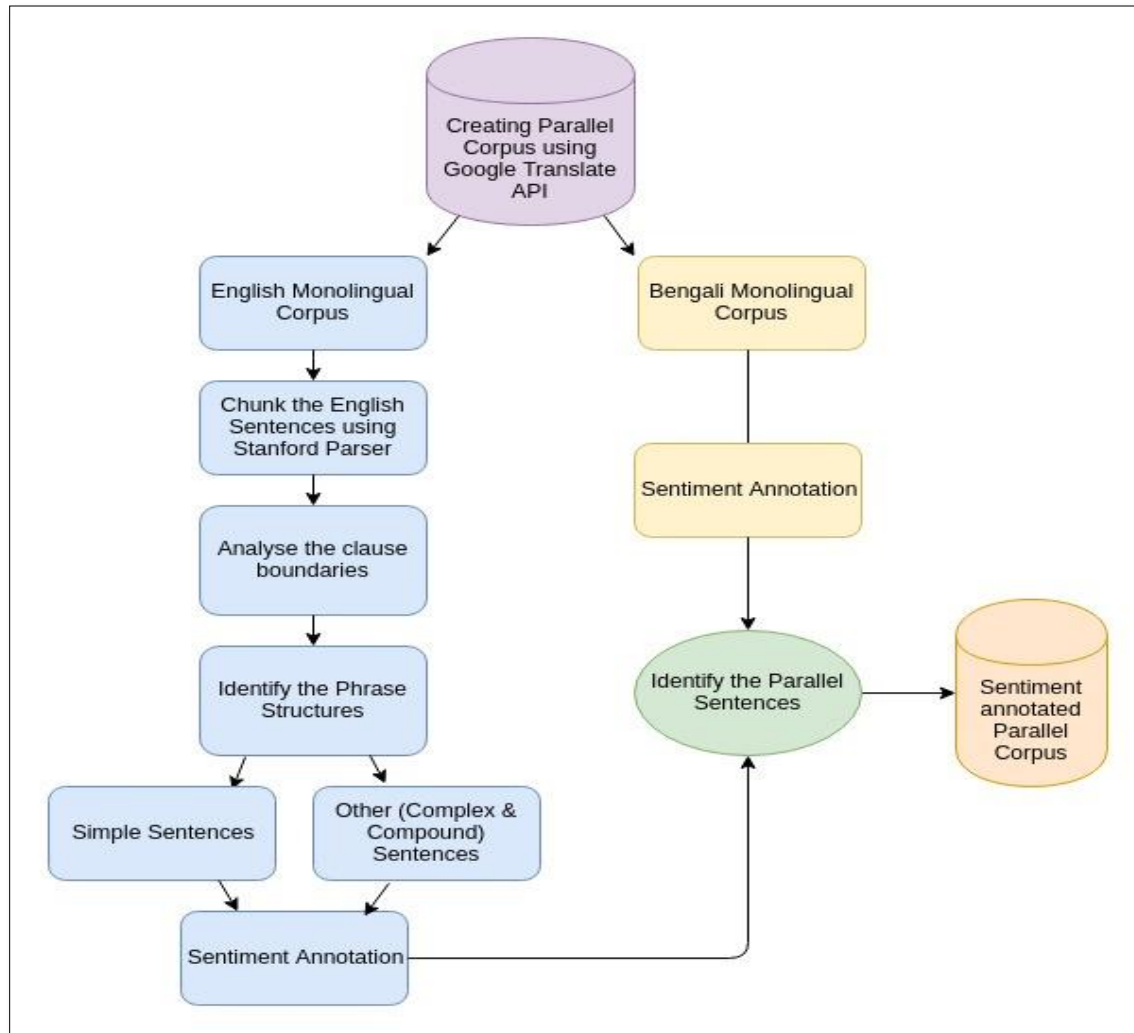 Creating Parallel
Corpus using
Google Translate
API
English Monolingual
Corpus
Bengali Monolingual
Corpus
Chunk the English
Sentences using
Stanford Parser
Sentiment Annotation
Analyse the clause
boundaries
Identify the Phrase
Structures
Identify the Parallel
Sentences
Sentiment
annotated
Parallel
Corpus
Simple Sentences
Other (Complex &
Compound)
Sentences
Sentiment Annotation